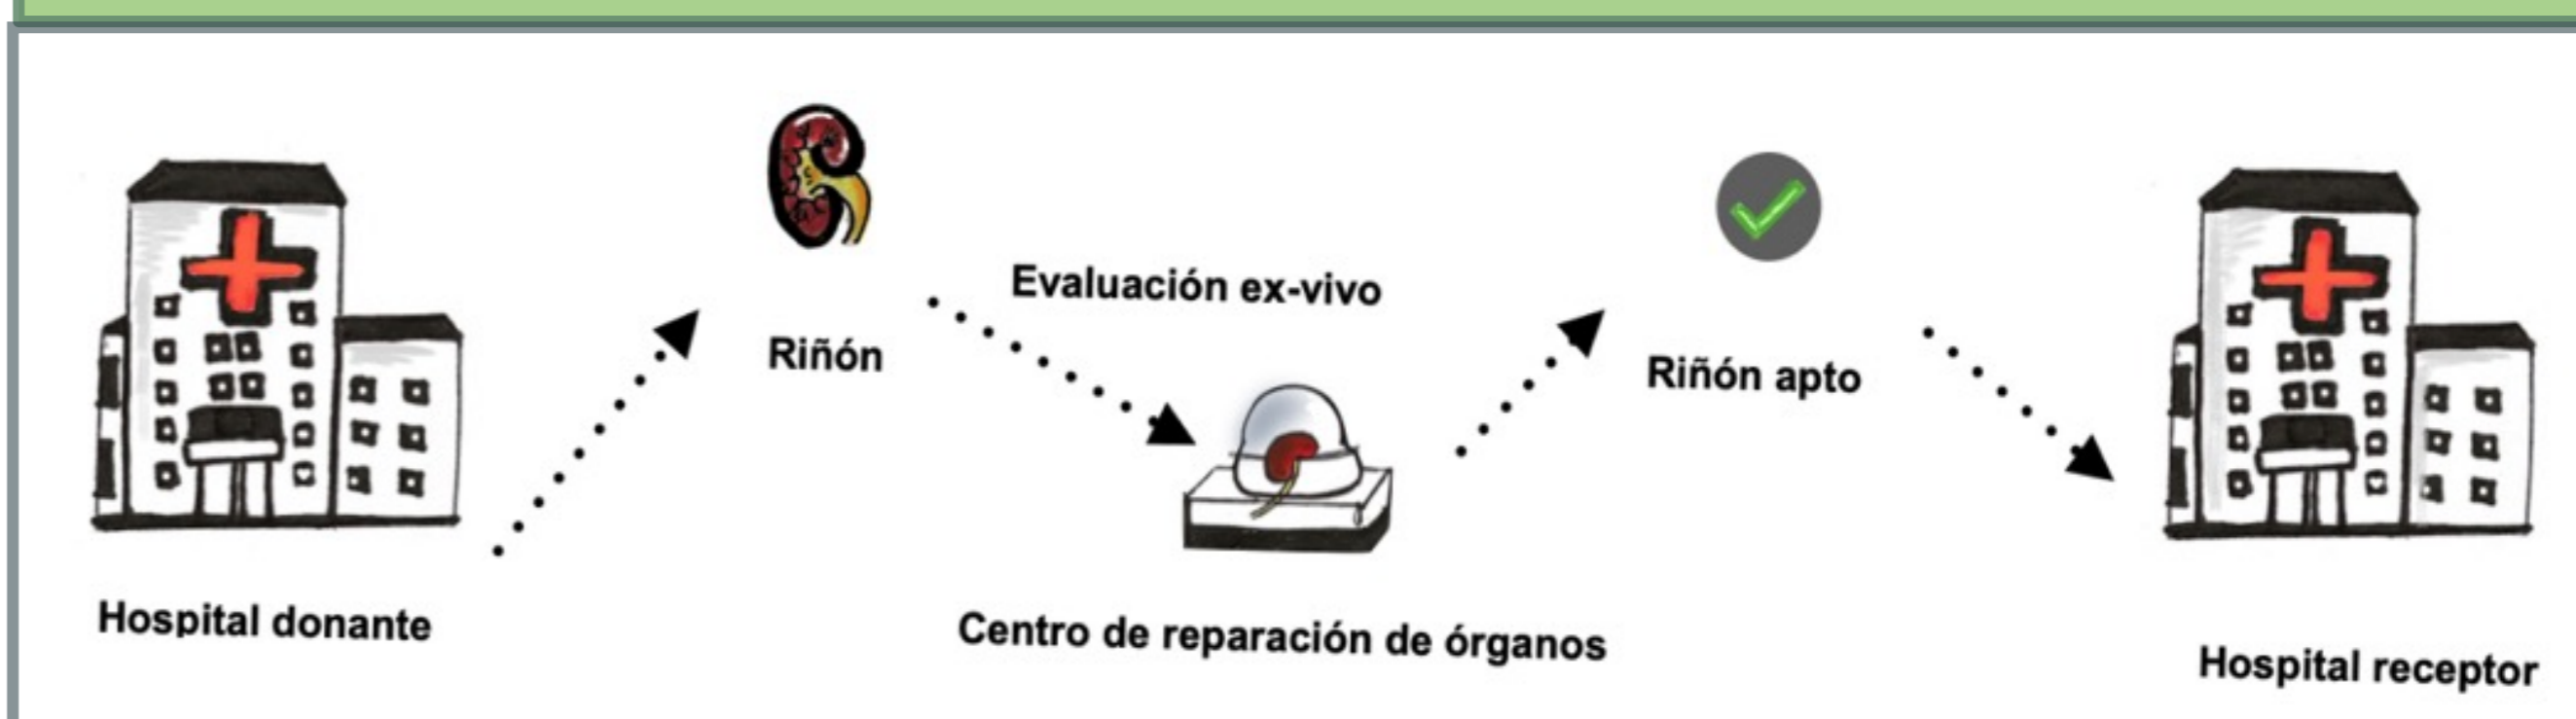 Hospital donante
Riñón
Evaluación ex-vivo
Centro de reparación de órganos
Riñón apto
Hospital receptor